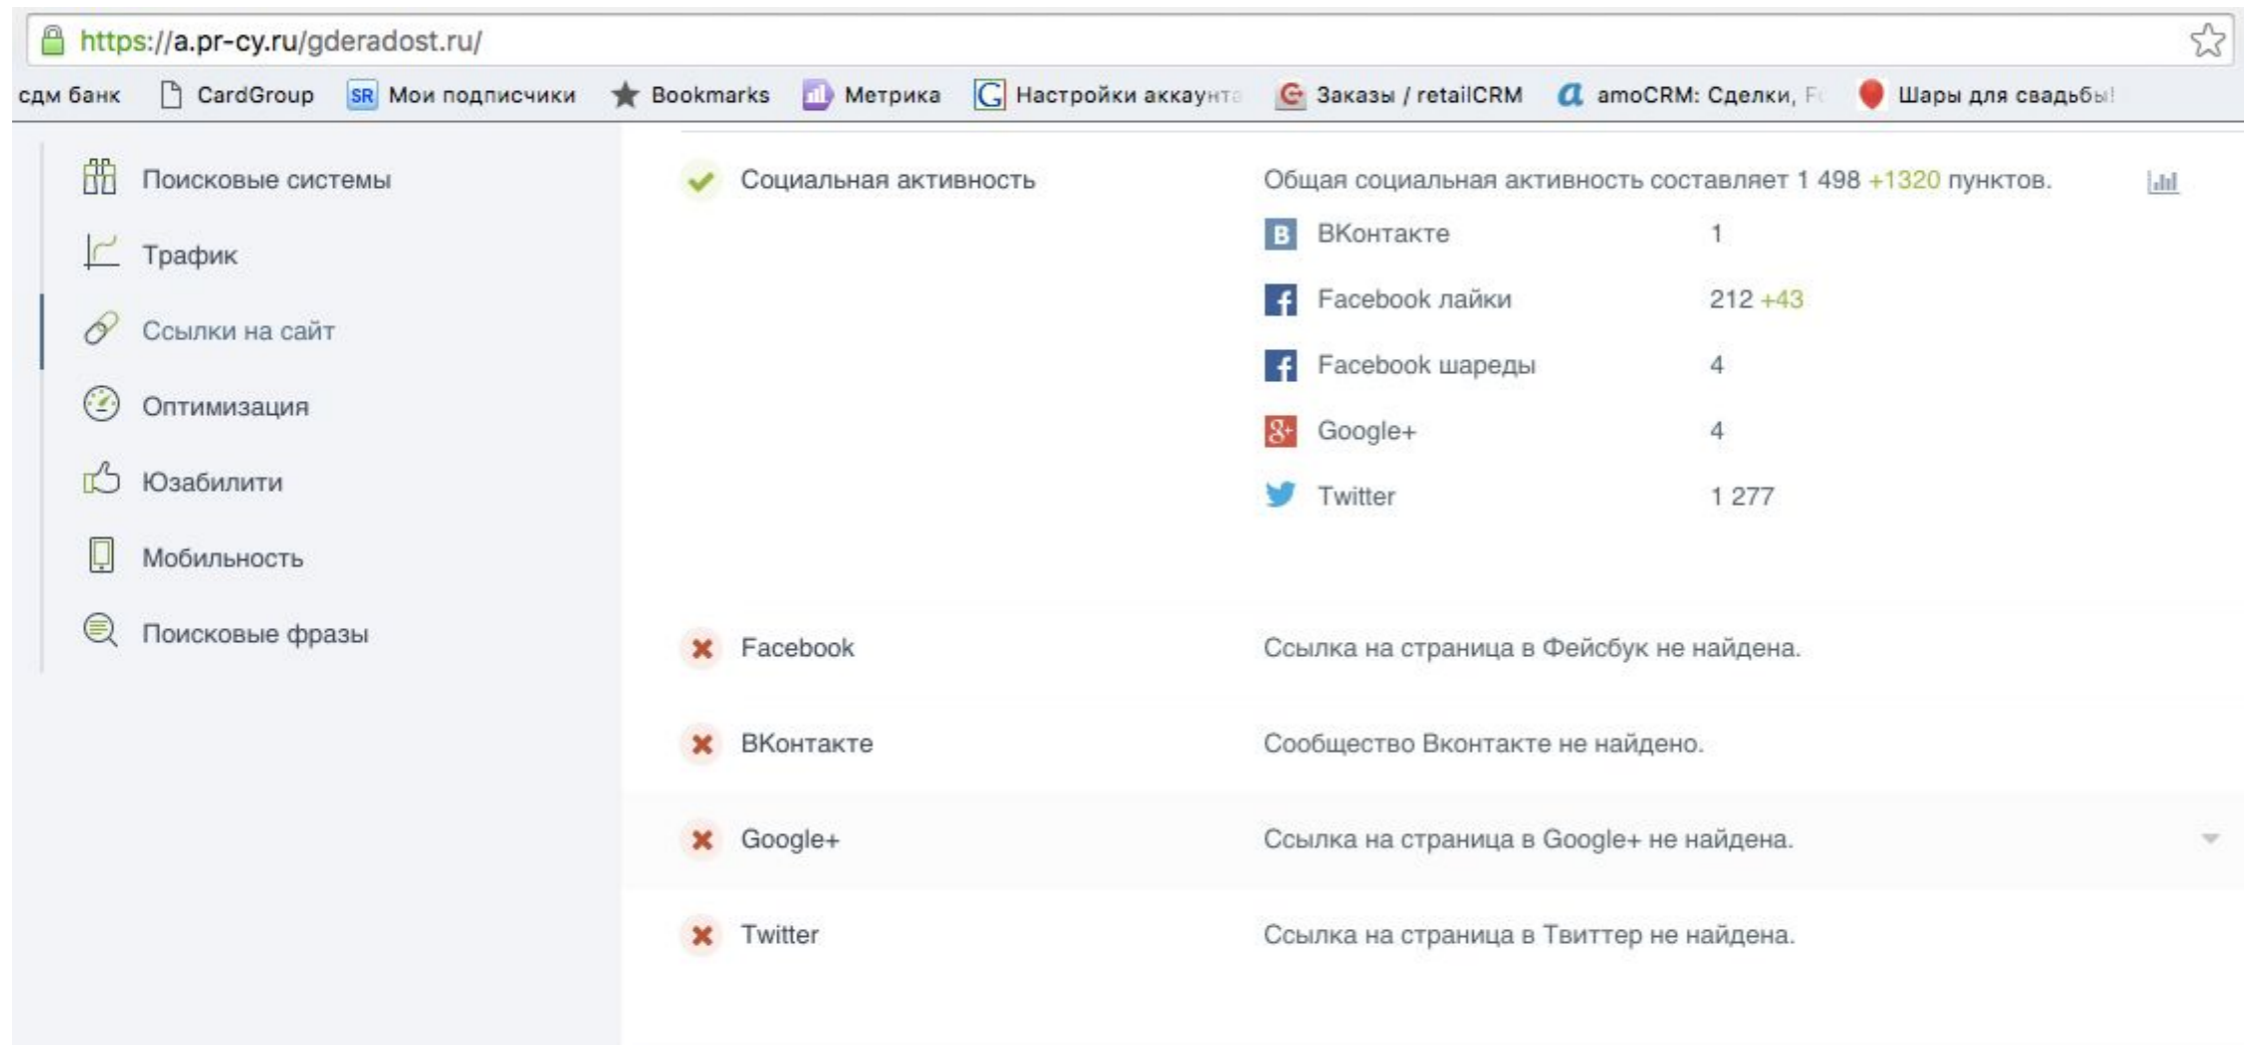 https://a.pr-cy.ru/gderadost.ru/
сдм банк CardGroup SR Мои подписчики Bookmarks Метрика Настройки аккаунта Заказы / retailCRM amoCRM: Сделки, Шары для свадьбы!
Поисковые системы
Трафик
Ссылки на сайт
Оптимизация
Юзабилити
Мобильность
Поисковые фразы
Социальная активность Общая социальная активность составляет 1 498 +1320 пунктов.
ВКонтакте 1
Facebook лайки 212 +43
Facebook шареды 4
Google+ 4
Twitter 1 277
Facebook Ссылка на страница в Фейсбук не найдена.
ВКонтакте Сообщество Вконтакте не найдено.
Google+ Ссылка на страница в Google+ не найдена.
Twitter Ссылка на страница в Твиттер не найдена.